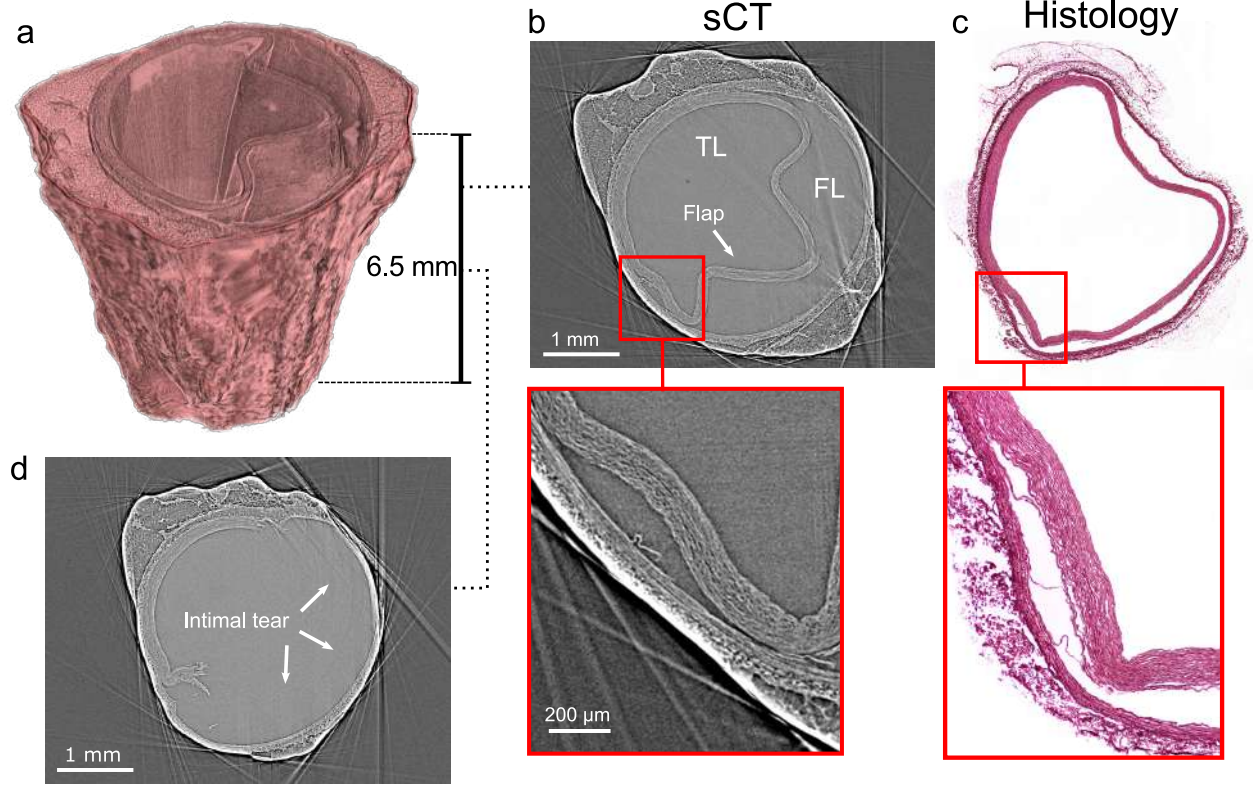 a
6.5 mm
b
sCT
TL
FL
Flap
1 mm
200 µm
c
Histology
d
Intimal tear
1 mm